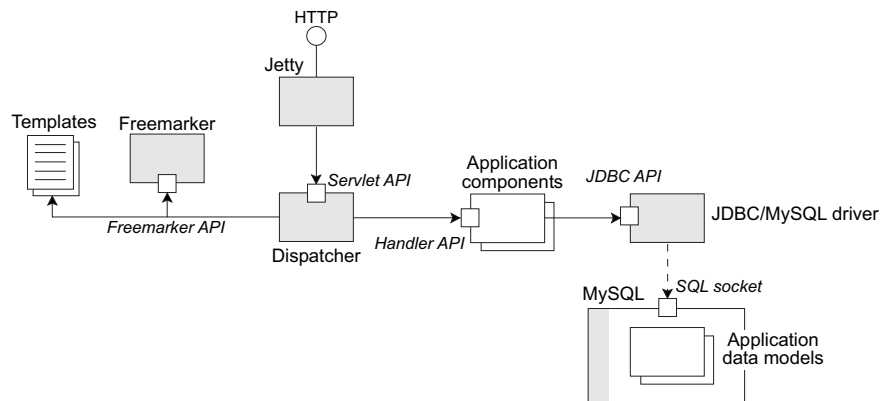 HTTP
Jetty
Templates
Freemarker
Servlet API
Application
components
JDBC API
Freemarker API
Dispatcher
Handler API
JDBC/MySQL driver
MySQL
SQL socket
Application
data models